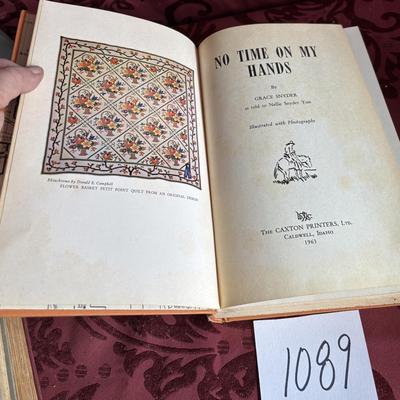 Ektachrome by Donald E. Campbell
FLOWER BASKET PETIT POINT QUILT FROM AN ORIGINAL DESIGN
NO TIME ON MY
HANDS
By
GRACE SNYDER
as told to Nellie Snyder Yost
Illustrated with Photographs
THE CAXTON PRINTERS, LTD.
CALDWELL, IDAHO
1963
1089